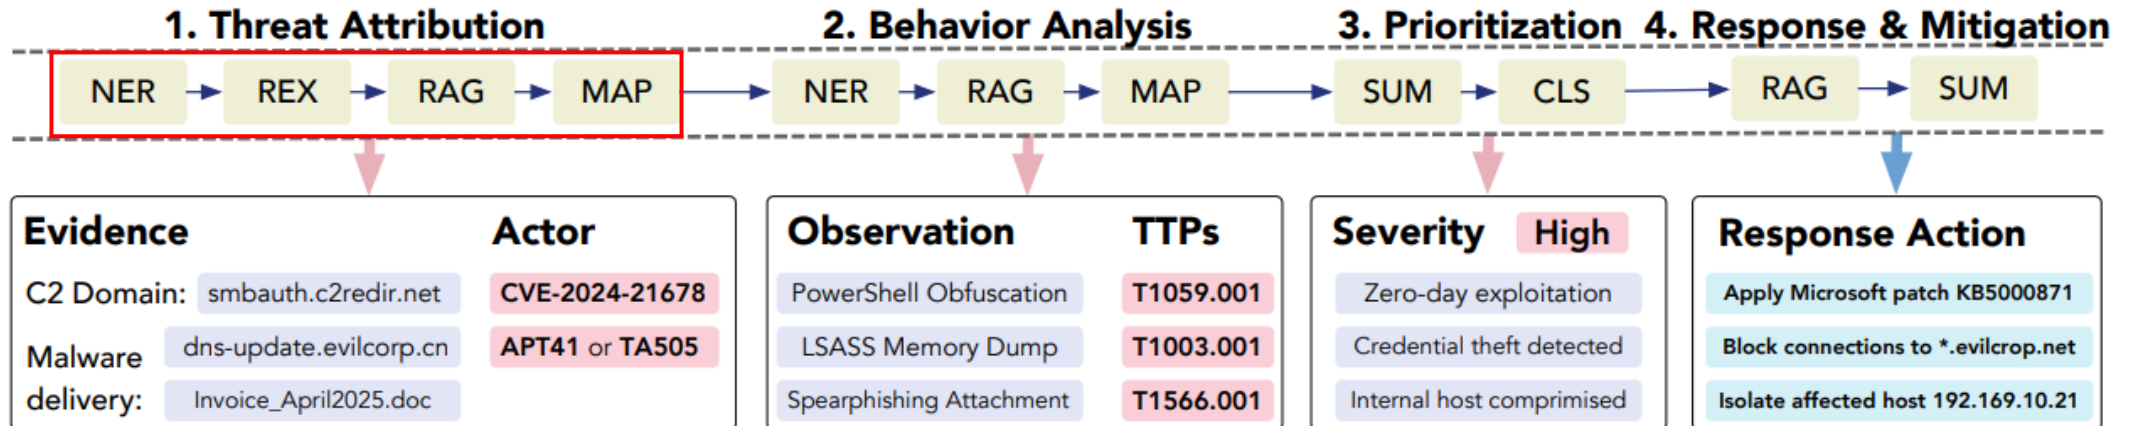 1. Threat Attribution
2. Behavior Analysis
3. Prioritization
4. Response & Mitigation
NER
REX
RAG
MAP
NER
RAG
MAP
SUM
CLS
RAG
SUM
Evidence
Actor
C2 Domain:
smbauth.c2redir.net
CVE-2024-21678
Malware
delivery:
dns-update.evilcorp.cn
APT41 or TA505
Invoice_April2025.doc
Observation
TTPs
PowerShell Obfuscation
T1059.001
LSASS Memory Dump
T1003.001
Spearphishing Attachment
T1566.001
Severity
High
Zero-day exploitation
Credential theft detected
Internal host comprimised
Response Action
Apply Microsoft patch KB5000871
Block connections to *.evilcrop.net
Isolate affected host 192.169.10.21